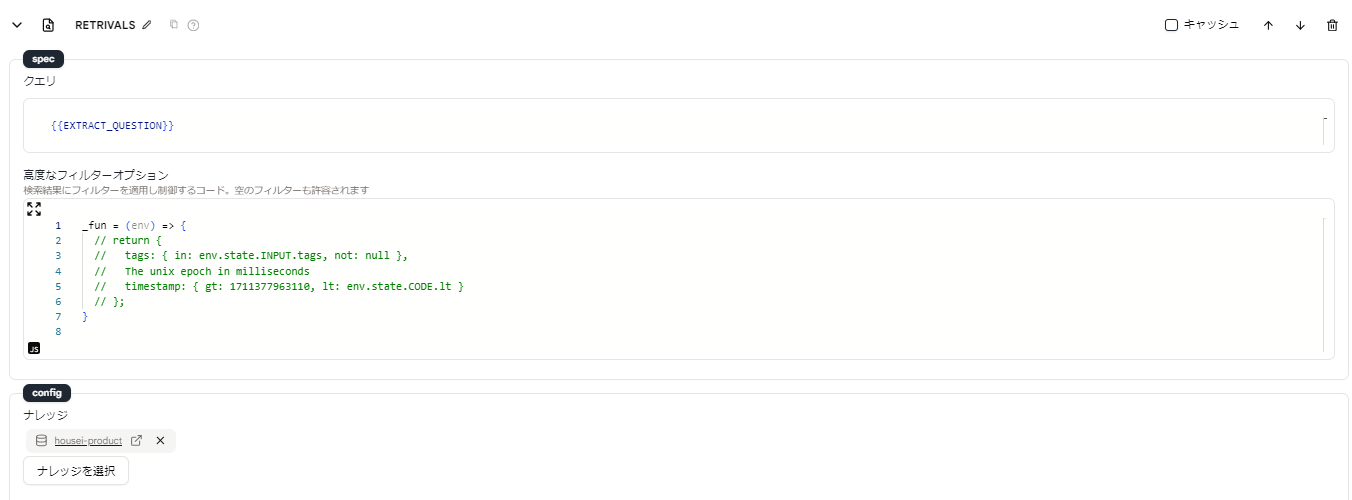 RETRIVALS
キャッシュ
spec
クエリ
{{EXTRACT_QUESTION}}
高度なフィルターオプション
検索結果にフィルターを適用し制御するコード。空のフィルターも許容されます
1 _fun = (env) => {
2 // return {
3 //   tags: { in: env.state.INPUT.tags, not: null },
4 //   The unix epoch in milliseconds
5 //   timestamp: { gt: 1711377963110, lt: env.state.CODE.lt }
6 // };
7 }
8
JS
config
ナレッジ
housei-product
ナレッジを選択